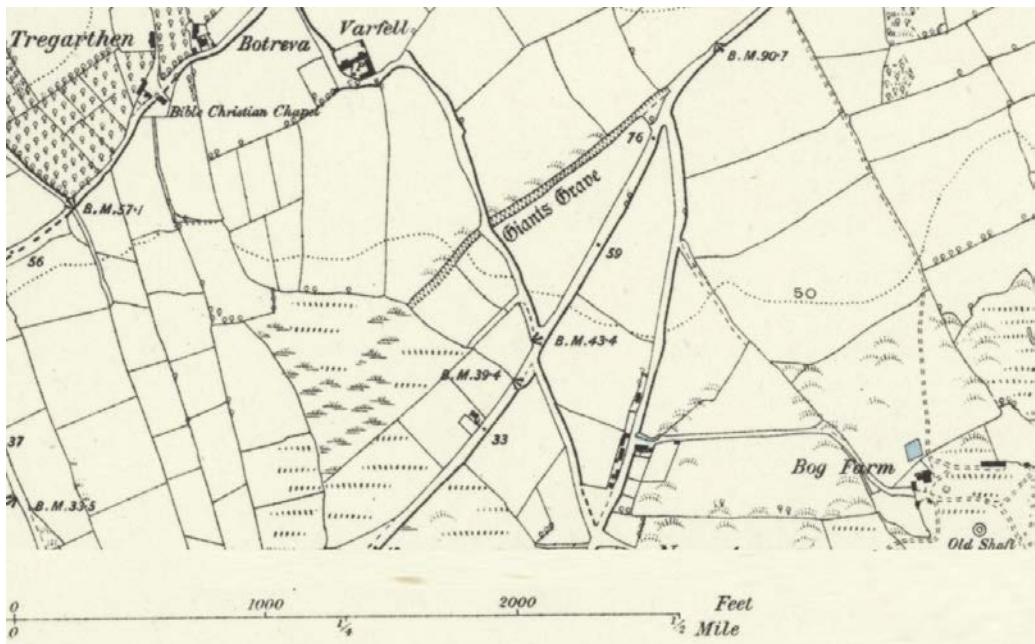 Tregarthen
Botreva
Varfell
B.M.90·7
Bible Christian Chapel
76
Giants Grave
B.M.57·1
56
59
50
B.M.43·4
B.M.39·4
33
37
Bog Farm
B.M.33·5
Old Shaft
0 1000 2000 Feet
0 1/4 1/2 Mile